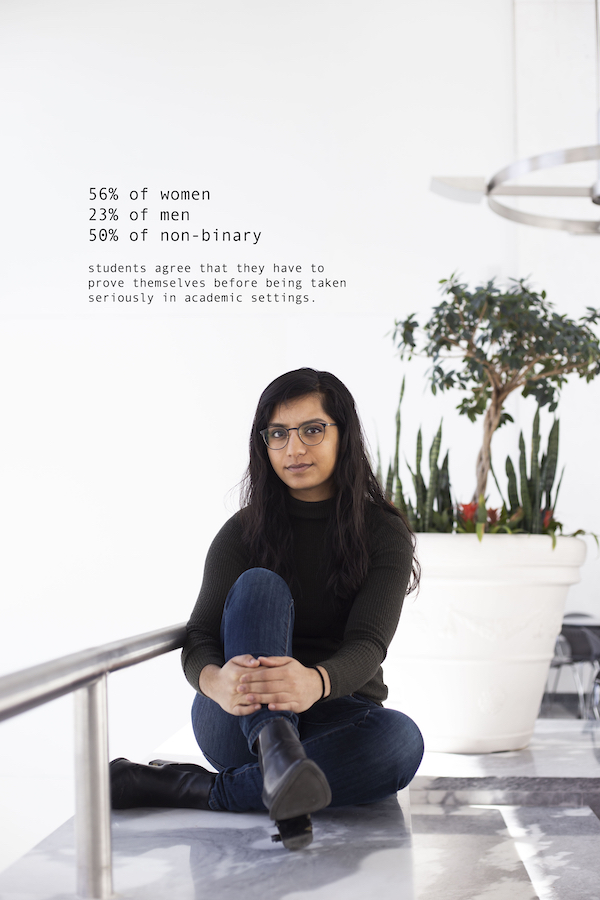 56% of women
23% of men
50% of non-binary
students agree that they have to
prove themselves before being taken
seriously in academic settings.